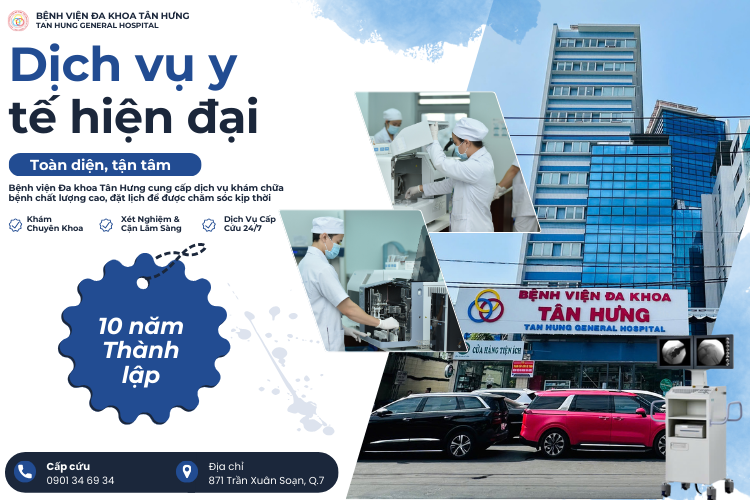 BỆNH VIỆN ĐA KHOA TÂN HƯNG
TAN HUNG GENERAL HOSPITAL
Dịch vụ y
tế hiện đại
Toàn diện, tận tâm
Bệnh viện Đa khoa Tân Hưng cung cấp dịch vụ khám chữa
bệnh chất lượng cao, đặt lịch để được chăm sóc kịp thời
Khám
Chuyên Khoa
Xét Nghiệm &
Cận Lâm Sàng
Dịch Vụ Cấp
Cứu 24/7
10 năm
Thành
lập
BỆNH VIỆN ĐA KHOA
TÂN HƯNG
TAN HUNG GENERAL HOSPITAL
CỬA HÀNG TIỆN ÍCH
Cấp cứu
0901 34 69 34
Địa chỉ
871 Trần Xuân Soạn, Q.7